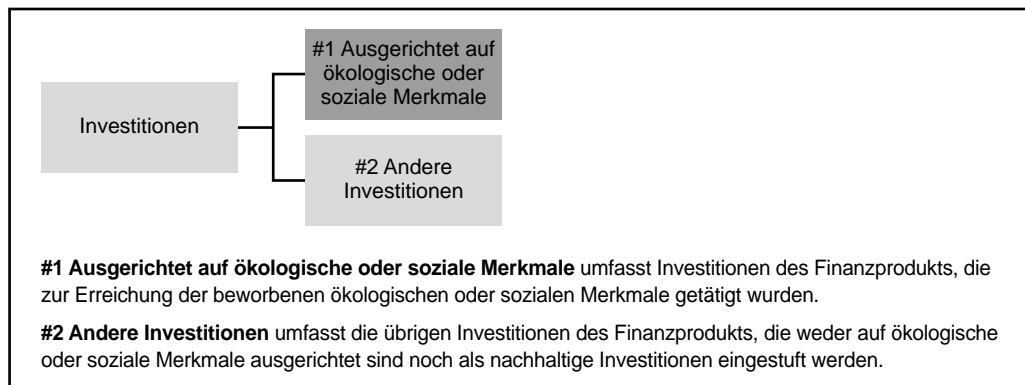 #1 Ausgerichtet auf
ökologische oder
soziale Merkmale
Investitionen
#2 Andere
Investitionen
#1 Ausgerichtet auf ökologische oder soziale Merkmale umfasst Investitionen des Finanzprodukts, die
zur Erreichung der beworbenen ökologischen oder sozialen Merkmale getätigt wurden.
#2 Andere Investitionen umfasst die übrigen Investitionen des Finanzprodukts, die weder auf ökologische
oder soziale Merkmale ausgerichtet sind noch als nachhaltige Investitionen eingestuft werden.